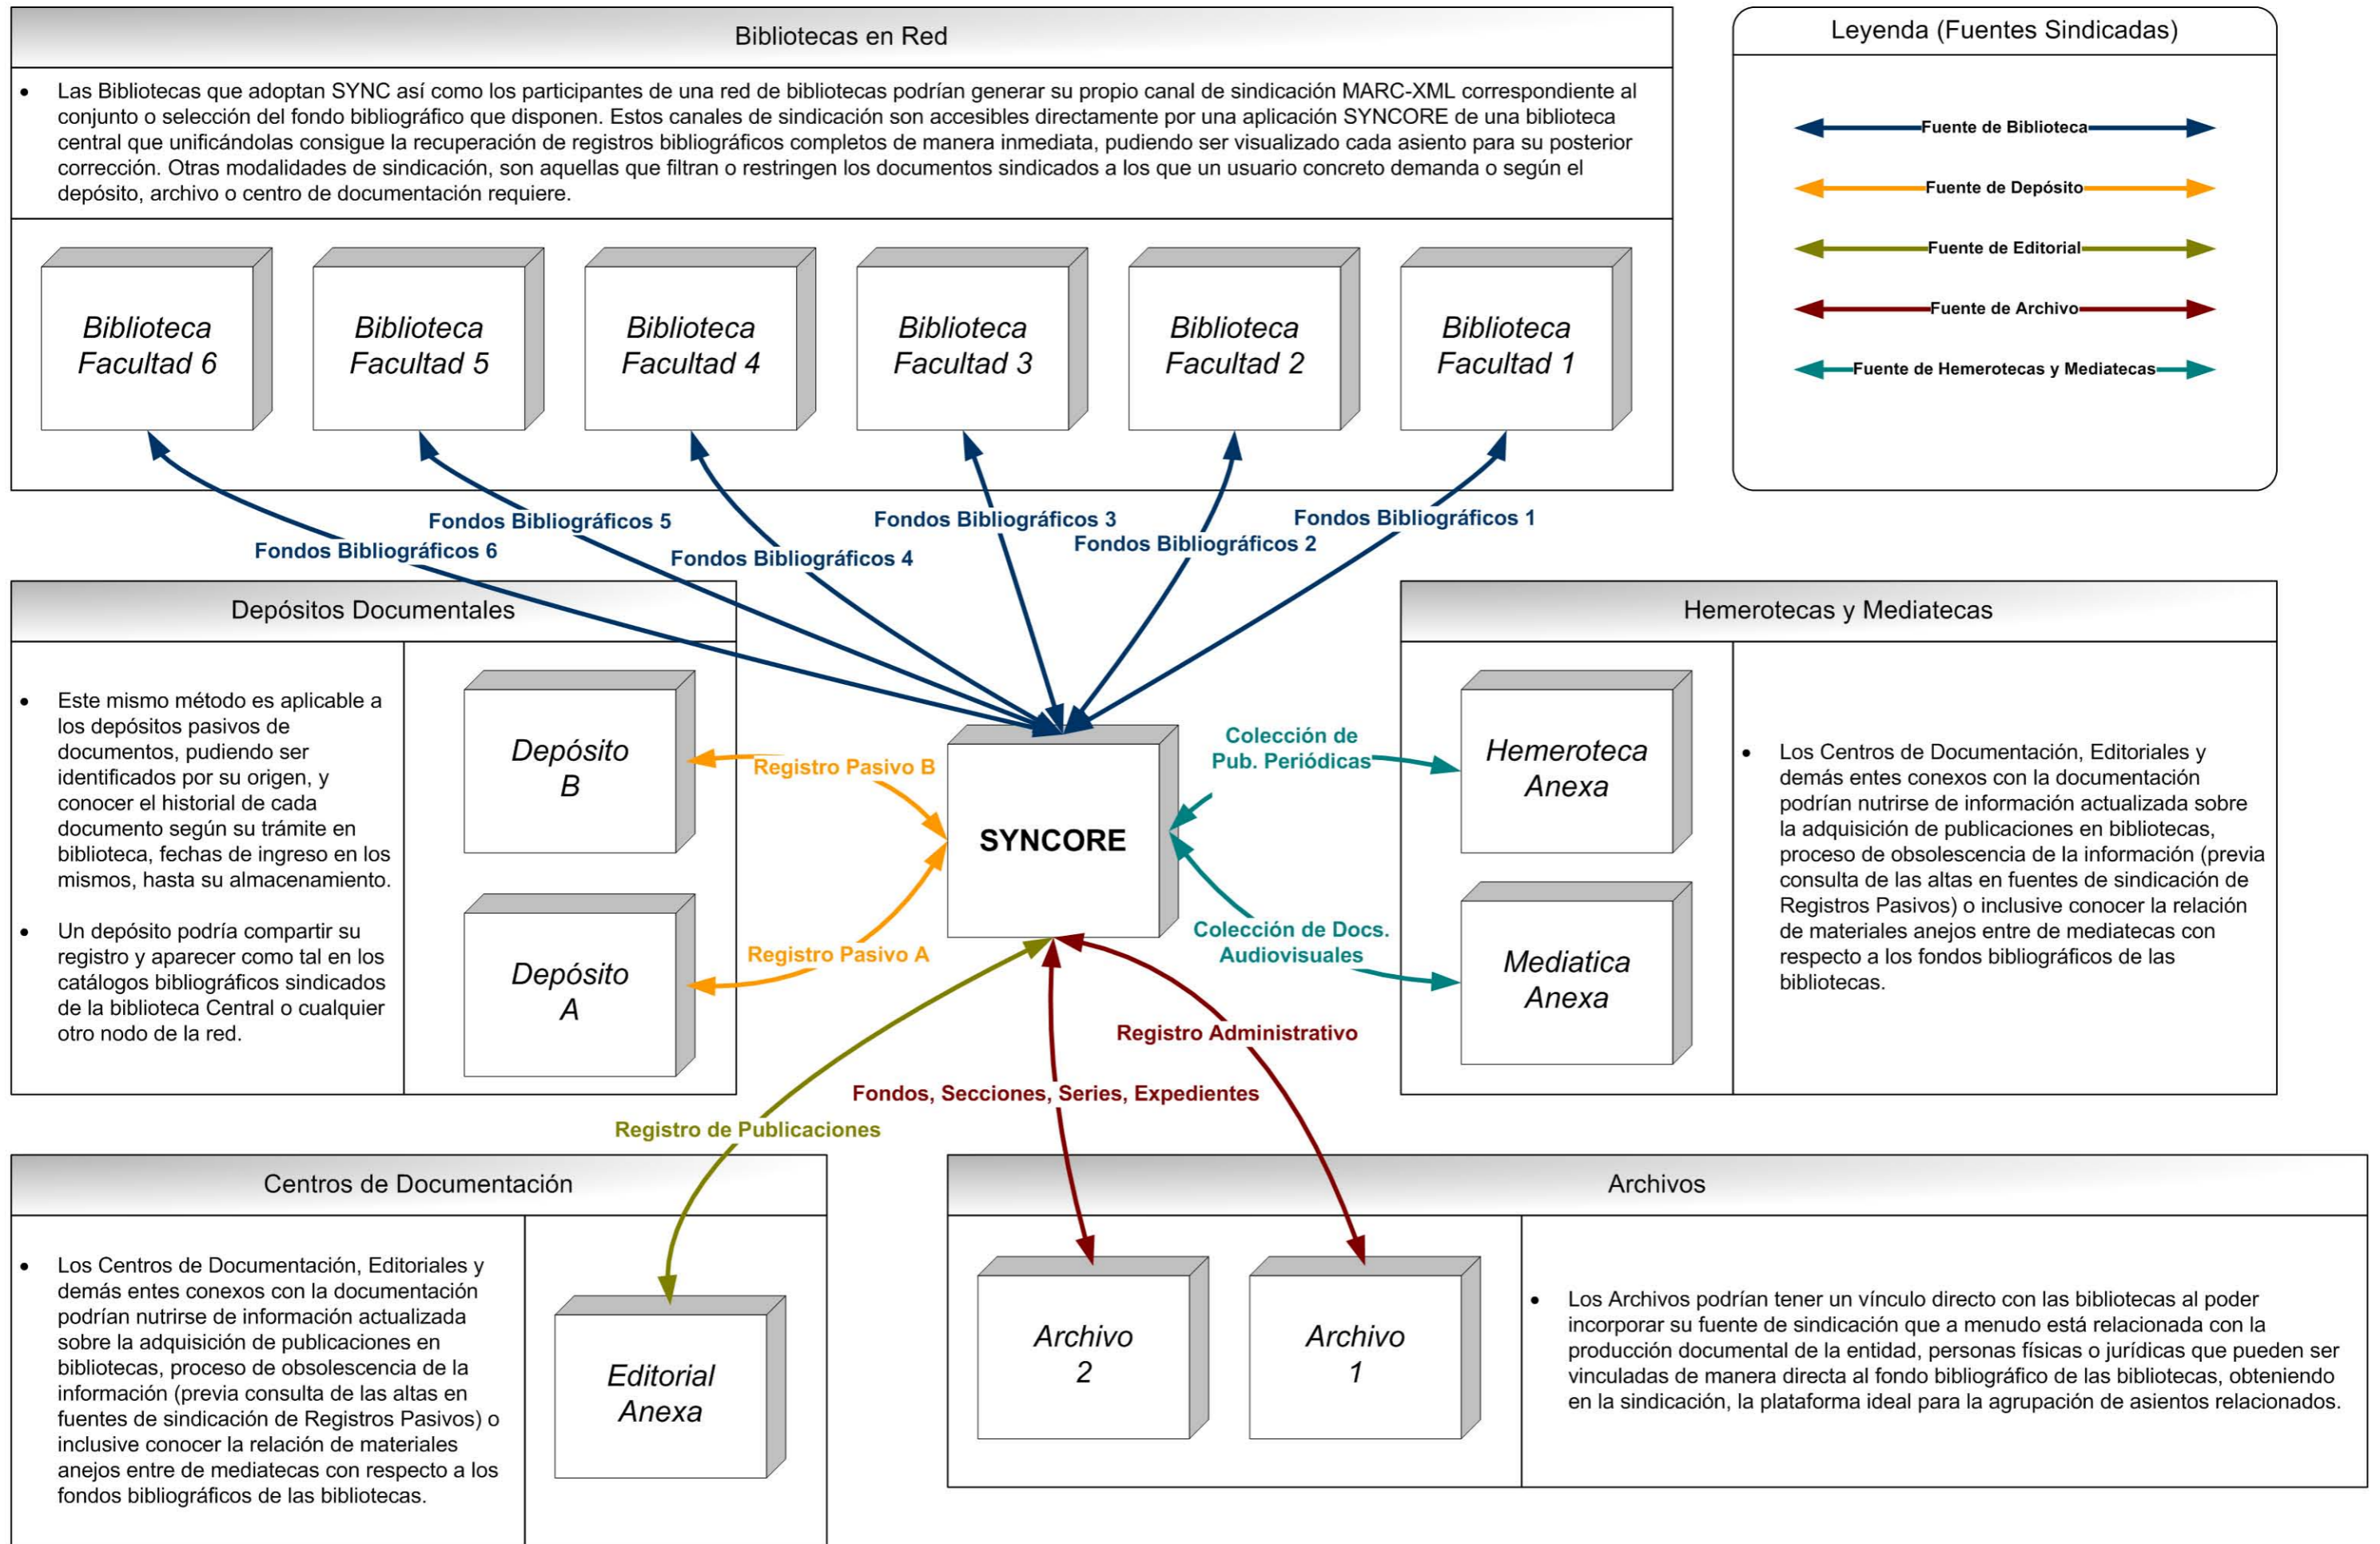 Bibliotecas en Red
• Las Bibliotecas que adoptan SYNC así como los participantes de una red de bibliotecas podrían generar su propio canal de sindicación MARC-XML correspondiente al
conjunto o selección del fondo bibliográfico que disponen. Estos canales de sindicación son accesibles directamente por una aplicación SYNCORE de una biblioteca
central que unificándolas consigue la recuperación de registros bibliográficos completos de manera inmediata, pudiendo ser visualizado cada asiento para su posterior
corrección. Otras modalidades de sindicación, son aquellas que filtran o restringen los documentos sindicados a los que un usuario concreto demanda o según el
depósito, archivo o centro de documentación requiere.
Biblioteca
Facultad 6
Biblioteca
Facultad 5
Biblioteca
Facultad 4
Biblioteca
Facultad 3
Biblioteca
Facultad 2
Biblioteca
Facultad 1
Leyenda (Fuentes Sindicadas)
Fuente de Biblioteca
Fuente de Depósito
Fuente de Editorial
Fuente de Archivo
Fuente de Hemerotecas y Mediatecas
Fondos Bibliográficos 6
Fondos Bibliográficos 5
Fondos Bibliográficos 4
Fondos Bibliográficos 3
Fondos Bibliográficos 2
Fondos Bibliográficos 1
Depósitos Documentales
• Este mismo método es aplicable a
los depósitos pasivos de
documentos, pudiendo ser
identificados por su origen, y
conocer el historial de cada
documento según su trámite en
biblioteca, fechas de ingreso en los
mismos, hasta su almacenamiento.
• Un depósito podría compartir su
registro y aparecer como tal en los
catálogos bibliográficos sindicados
de la biblioteca Central o cualquier
otro nodo de la red.
Depósito
B
Depósito
A
Registro Pasivo B
Registro Pasivo A
SYNCORE
Colección de
Pub. Periódicas
Colección de Docs.
Audiovisuales
Hemerotecas y Mediatecas
Hemeroteca
Anexa
Mediatica
Anexa
• Los Centros de Documentación, Editoriales y
demás entes conexos con la documentación
podrían nutrirse de información actualizada sobre
la adquisición de publicaciones en bibliotecas,
proceso de obsolescencia de la información (previa
consulta de las altas en fuentes de sindicación de
Registros Pasivos) o inclusive conocer la relación
de materiales anejos entre de mediatecas con
respecto a los fondos bibliográficos de las
bibliotecas.
Registro Administrativo
Fondos, Secciones, Series, Expedientes
Registro de Publicaciones
Centros de Documentación
• Los Centros de Documentación, Editoriales y
demás entes conexos con la documentación
podrían nutrirse de información actualizada
sobre la adquisición de publicaciones en
bibliotecas, proceso de obsolescencia de la
información (previa consulta de las altas en
fuentes de sindicación de Registros Pasivos) o
inclusive conocer la relación de materiales
anejos entre de mediatecas con respecto a los
fondos bibliográficos de las bibliotecas.
Editorial
Anexa
Archivos
Archivo
2
Archivo
1
• Los Archivos podrían tener un vínculo directo con las bibliotecas al poder
incorporar su fuente de sindicación que a menudo está relacionada con la
producción documental de la entidad, personas físicas o jurídicas que pueden ser
vinculadas de manera directa al fondo bibliográfico de las bibliotecas, obteniendo
en la sindicación, la plataforma ideal para la agrupación de asientos relacionados.